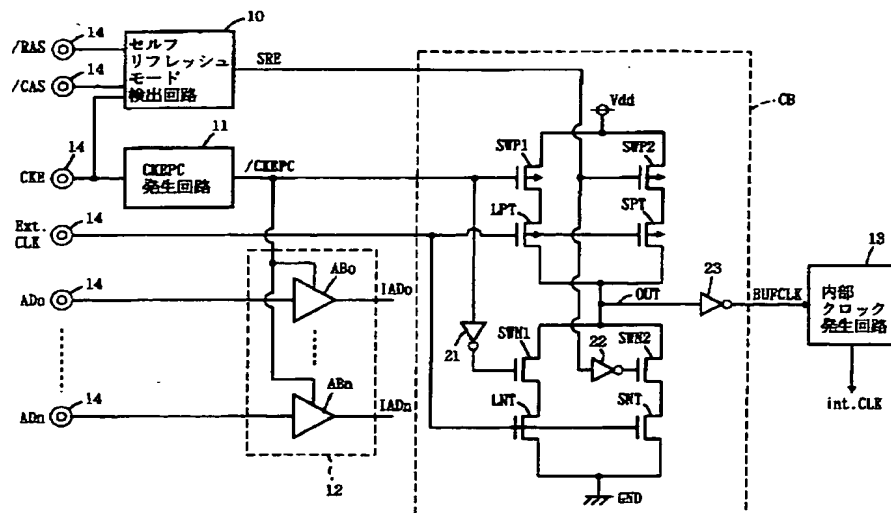 10
/RAS
14
セルフ
リフレッシュ
モード
検出回路
SRE
/CAS
14
CKE
14
11
CKEPC
発生回路
/CKEPC
Ext.
CLK
14
ADo
14
ABo
IADo
ADn
14
ABn
IADn
12
Vdd
CB
SWP1
SWP2
LPT
SPT
OUT
23
BUFCLK
13
内部
クロック
発生回路
int.CLK
21
SWN1
22
SWN2
LNT
SNT
GND